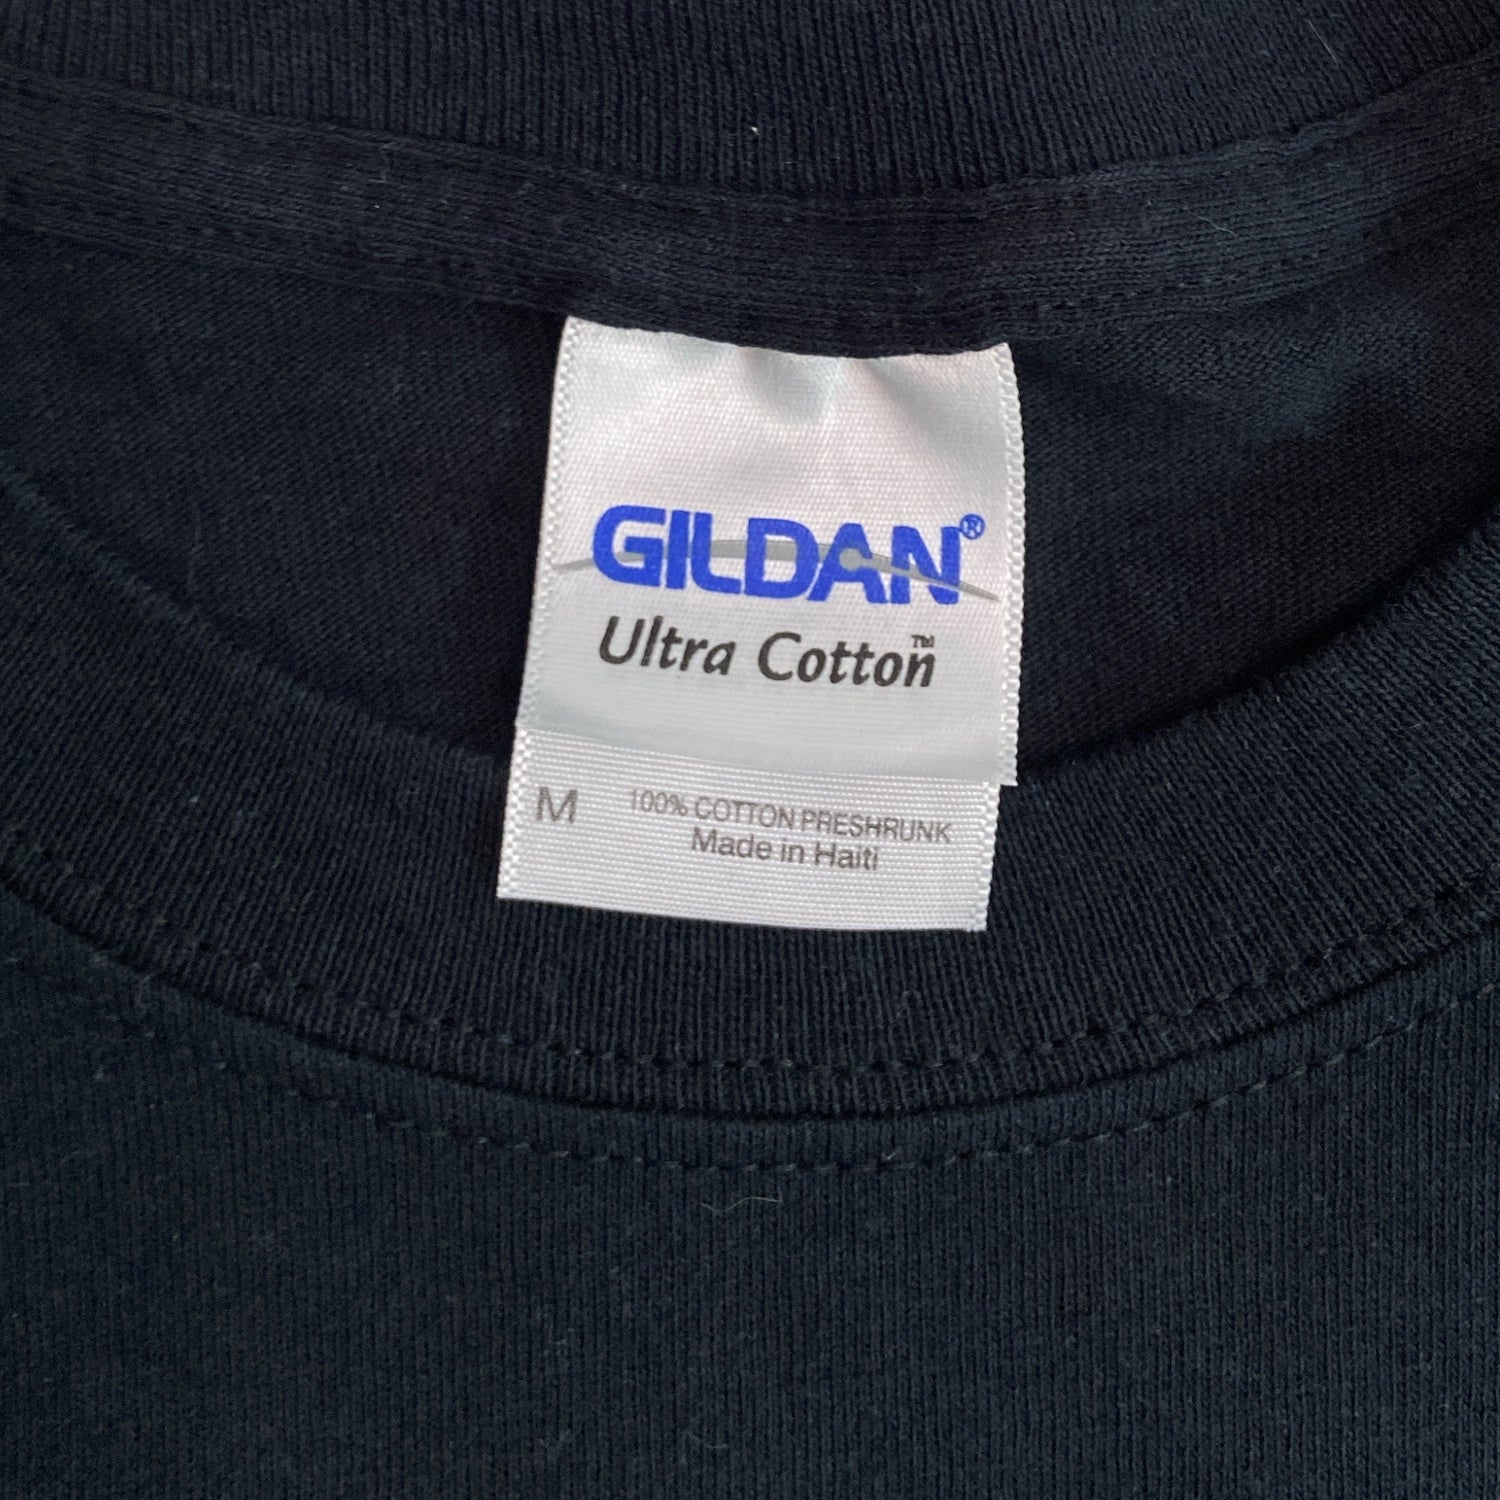 GILDAN®
Ultra Cotton™
M 100% COTTON PRESHRUNK
Made in Haiti